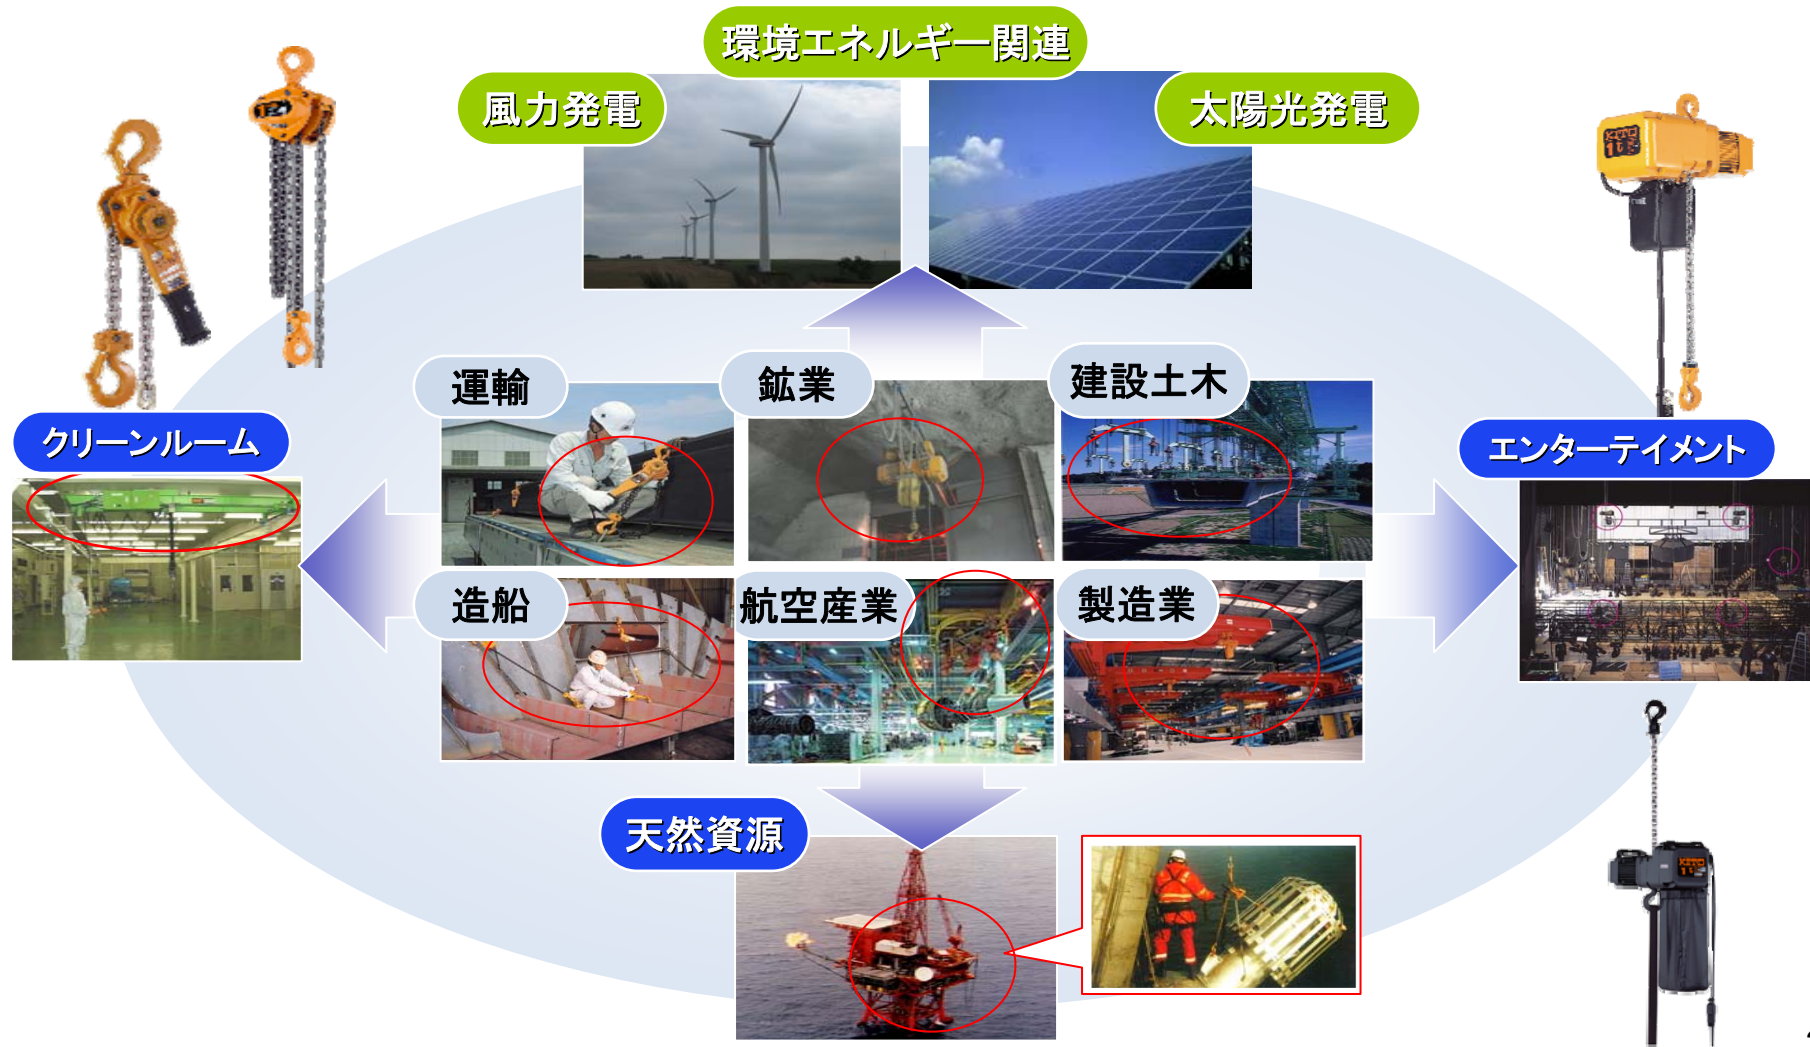 環境エネルギー関連
風力発電
太陽光発電
KITO
運輸
鉱業
建設土木
クリーンルーム
エンターテイメント
造船
航空産業
製造業
天然資源
KITO